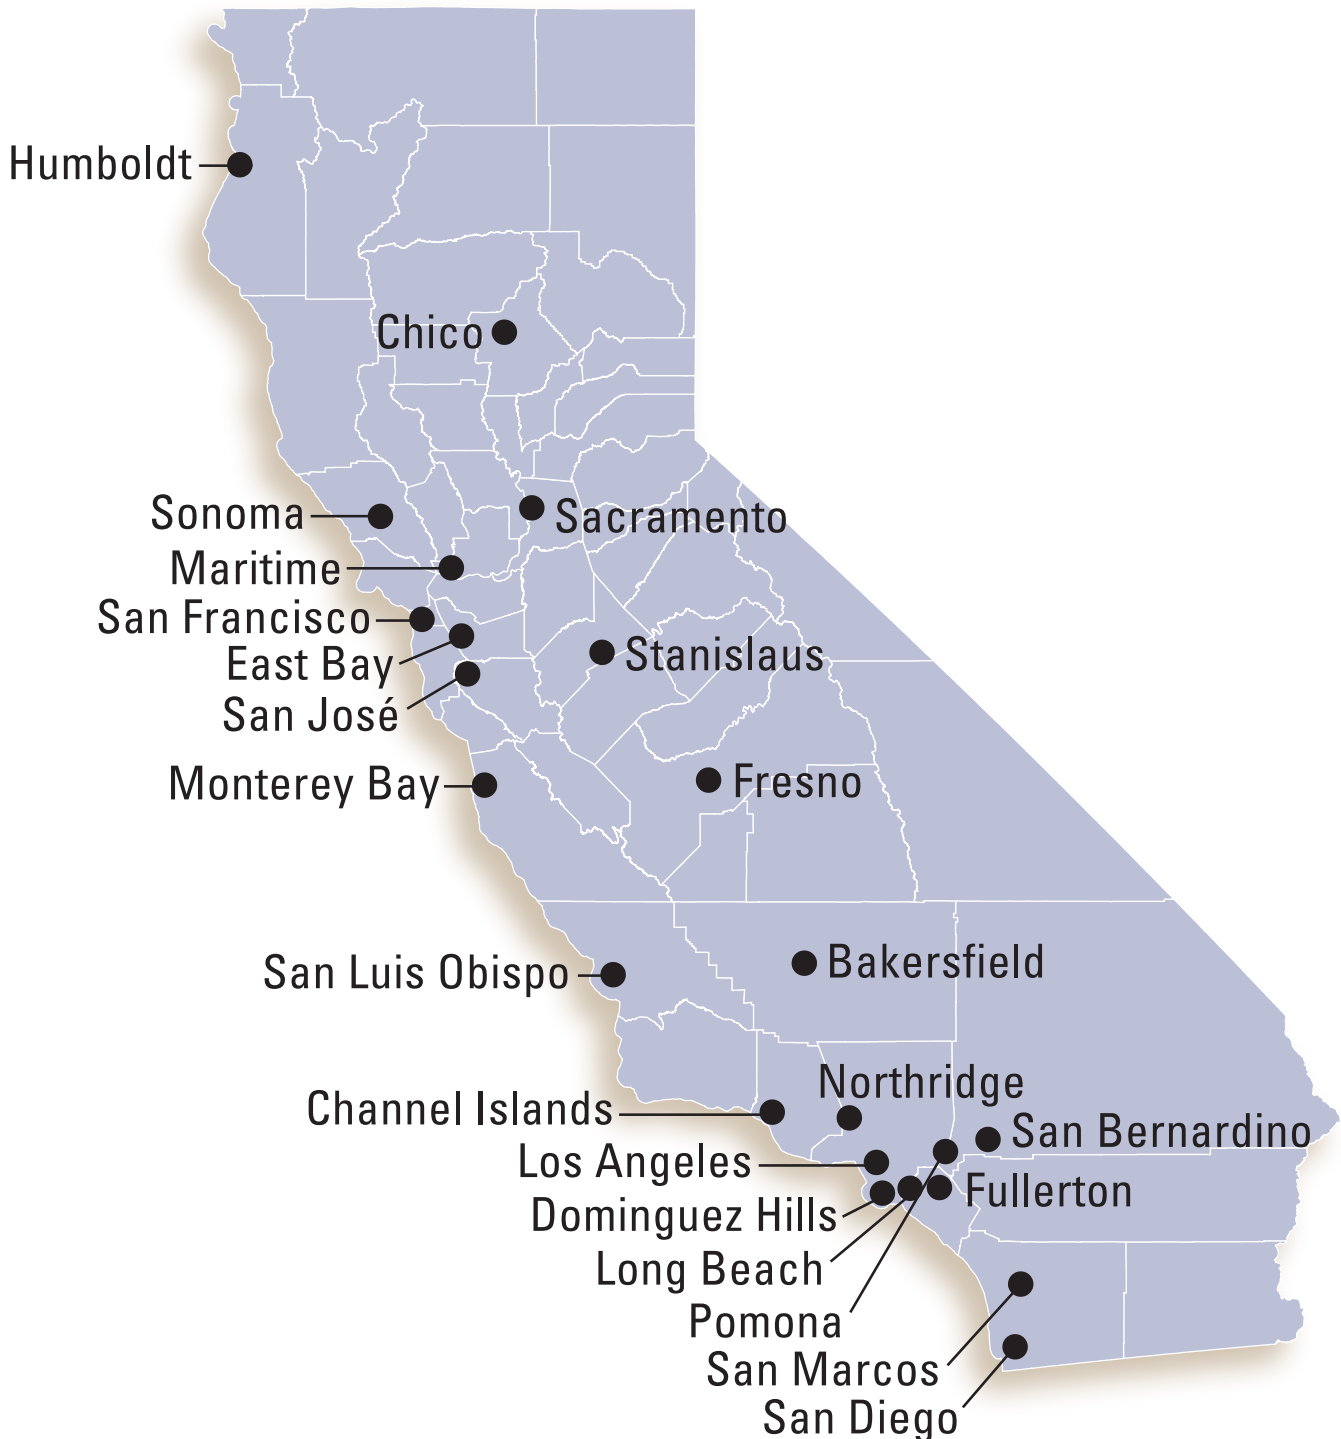 Humboldt
Chico
Sonoma
Sacramento
Maritime
San Francisco
East Bay
Stanislaus
San José
Monterey Bay
Fresno
San Luis Obispo
Bakersfield
Northridge
Channel Islands
San Bernardino
Los Angeles
Fullerton
Dominguez Hills
Long Beach
Pomona
San Marcos
San Diego